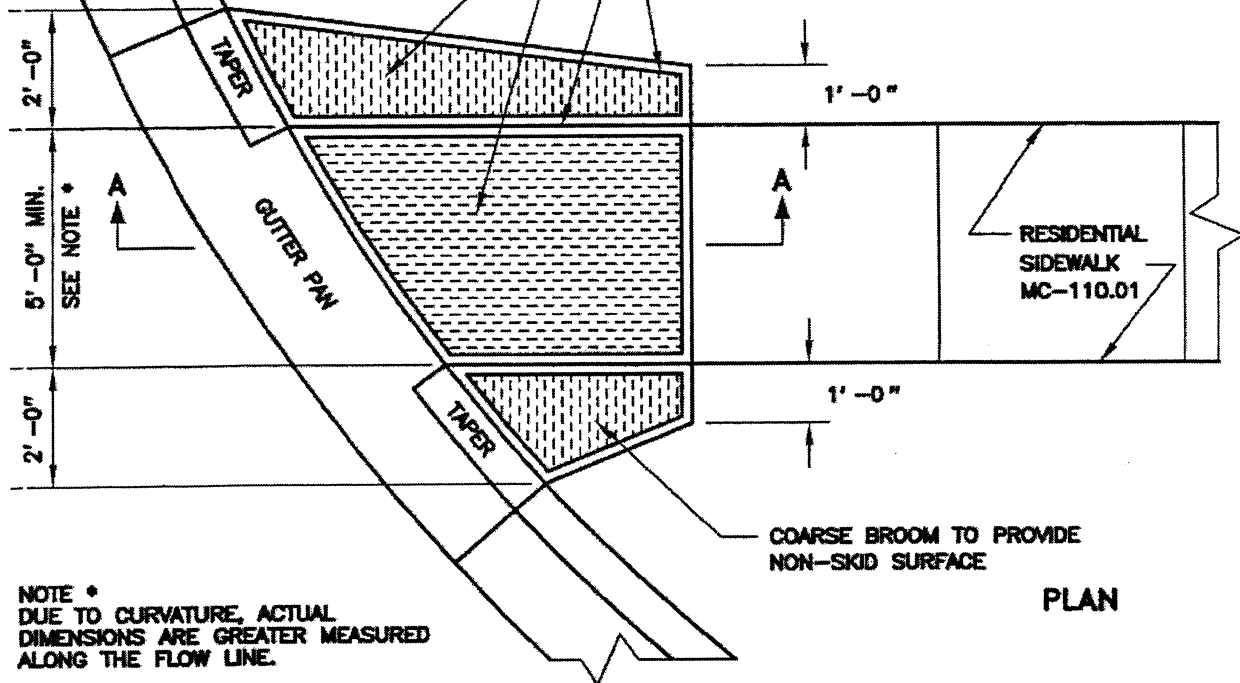 2'-0"
TAPER
1'-0"
5'-0" MIN.
SEE NOTE *
A
A
GUTTER PAN
RESIDENTIAL
SIDEWALK
MC-110.01
2'-0"
TAPER
1'-0"
COARSE BROOM TO PROVIDE
NON-SKID SURFACE
PLAN
NOTE *
DUE TO CURVATURE, ACTUAL
DIMENSIONS ARE GREATER MEASURED
ALONG THE FLOW LINE.